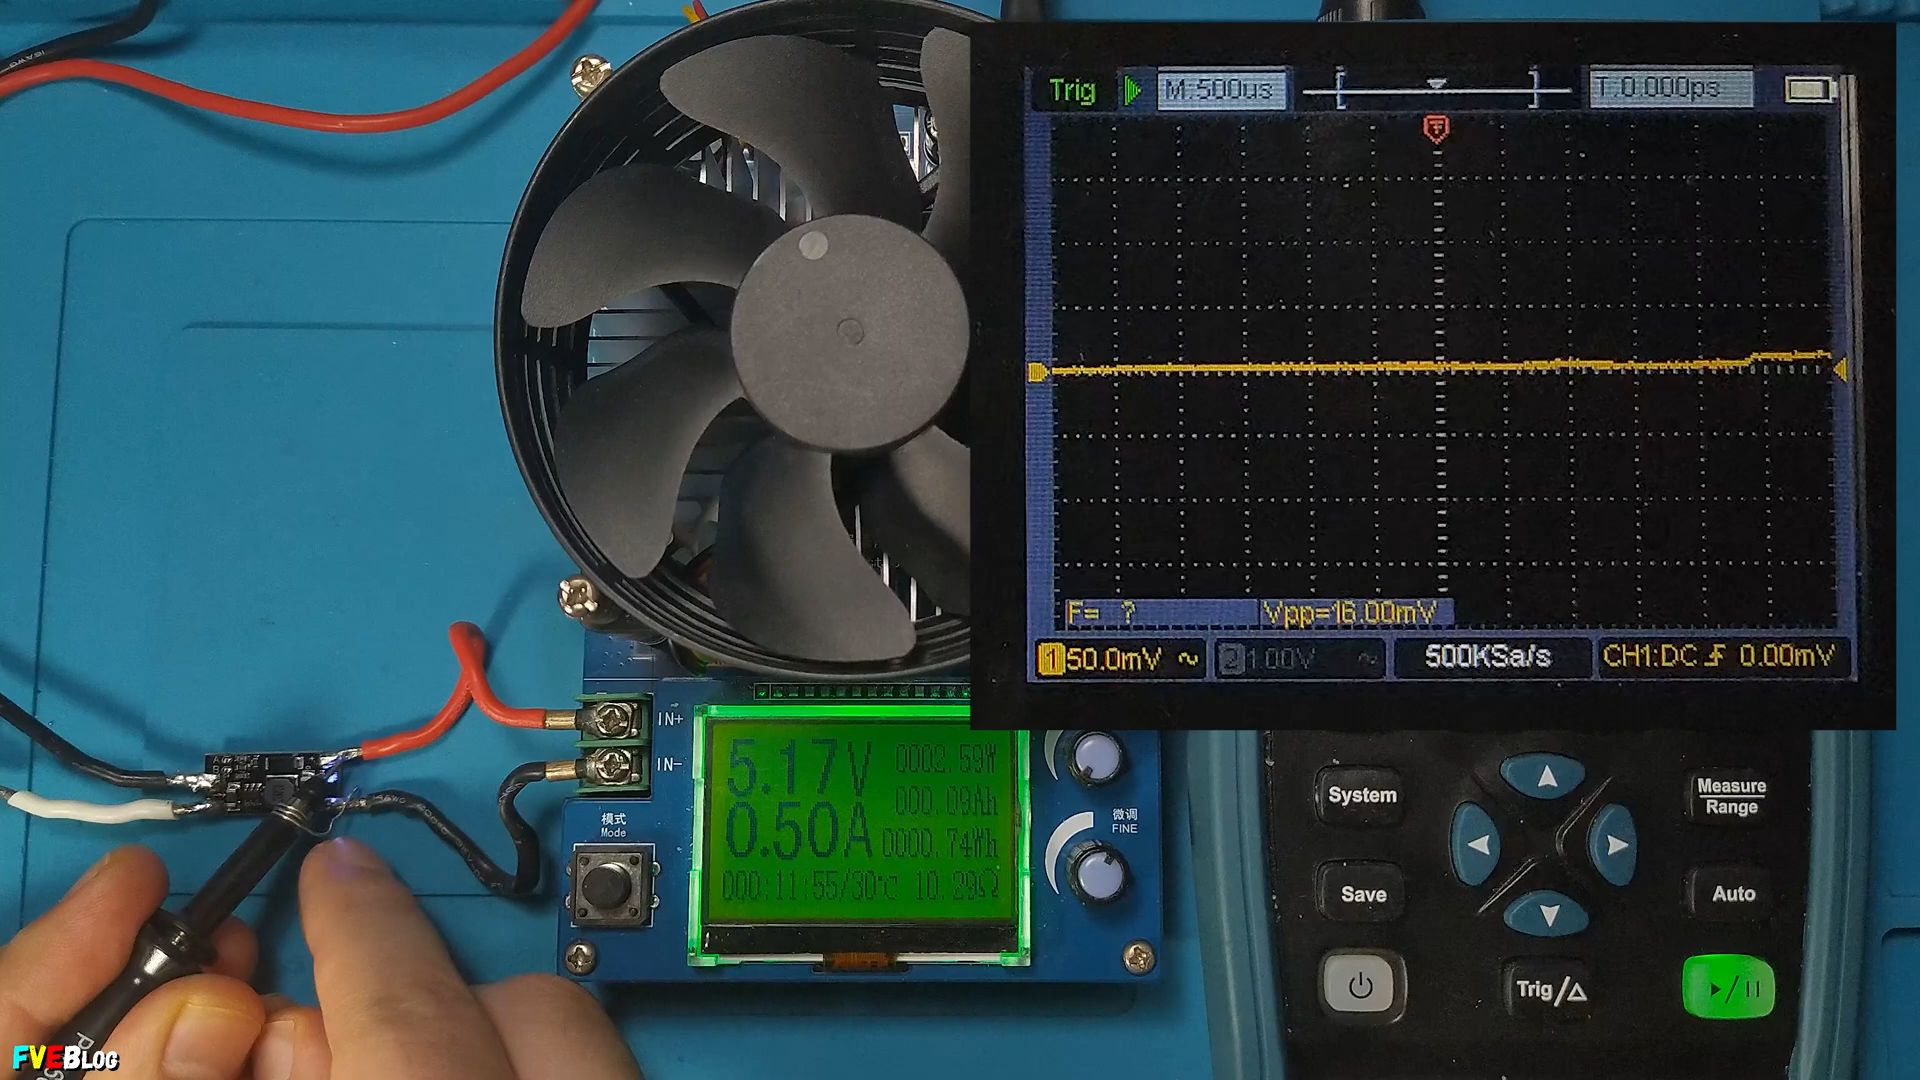 Trig M:500us T:0.000ps
F= ? Vpp=16.00mV
1 50.0mV 2 1.00V 500KSa/s CH1:DC 0.00mV
IN+
IN-
5.17V 0002.59W
000.09Ah
0.50A 0000.74Wh
000:11:55/30℃ 10.29Ω
模式
Mode
微调
FINE
System
Measure
Range
Save
Auto
Trig/Δ
FVEBLOG